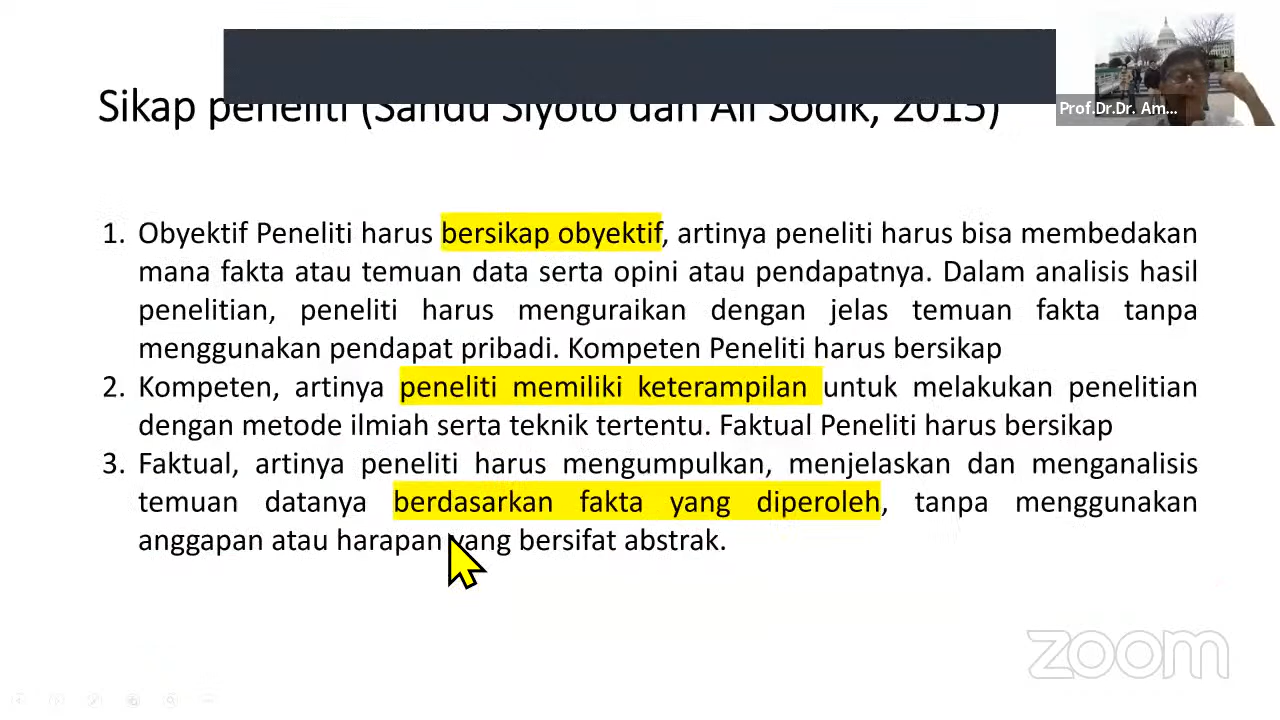 Sikap peneliti (Sandu Siyoto dan Ali Sodik, 2015)
Prof.Dr.Dr. Am...
1. Obyektif Peneliti harus bersikap obyektif, artinya peneliti harus bisa membedakan
mana fakta atau temuan data serta opini atau pendapatnya. Dalam analisis hasil
penelitian, peneliti harus menguraikan dengan jelas temuan fakta tanpa
menggunakan pendapat pribadi. Kompeten Peneliti harus bersikap
2. Kompeten, artinya peneliti memiliki keterampilan untuk melakukan penelitian
dengan metode ilmiah serta teknik tertentu. Faktual Peneliti harus bersikap
3. Faktual, artinya peneliti harus mengumpulkan, menjelaskan dan menganalisis
temuan datanya berdasarkan fakta yang diperoleh, tanpa menggunakan
anggapan atau harapan yang bersifat abstrak.
zoom